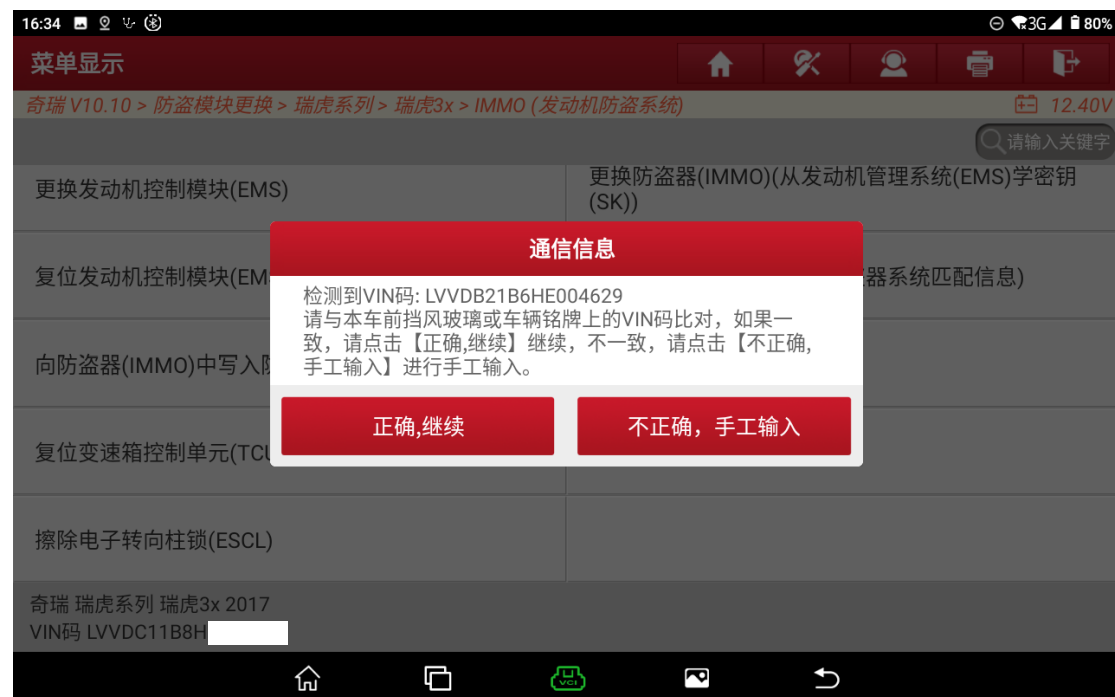 16:34
3G 80%
菜单显示
奇瑞 V10.10 > 防盗模块更换 > 瑞虎系列 > 瑞虎3x > IMMO (发动机防盗系统)
12.40V
请输入关键字
更换发动机控制模块(EMS)
更换防盗器(IMMO)(从发动机管理系统(EMS)学密钥
(SK))
通信信息
检测到VIN码: LVVDB21B6HE004629
请与本车前挡风玻璃或车辆铭牌上的VIN码比对，如果一
致，请点击【正确,继续】继续，不一致，请点击【不正确,
手工输入】进行手工输入。
正确,继续
不正确，手工输入
复位发动机控制模块(EM
器系统匹配信息)
向防盗器(IMMO)中写入
复位变速箱控制单元(TCU
擦除电子转向柱锁(ESCL)
奇瑞 瑞虎系列 瑞虎3x 2017
VIN码 LVVDC11B8H
VCI